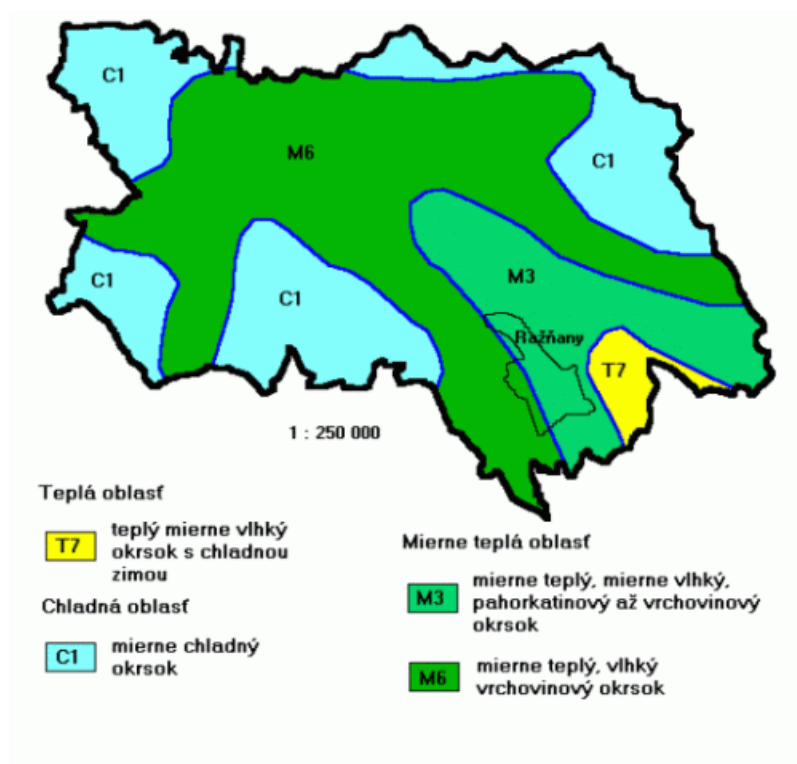 C1
M6
C1
C1
C1
M3
Ražňany
T7
1 : 250 000
Teplá oblasť
T7
teplý mierne vlhký
okrsok s chladnou
zimou
Chladná oblasť
C1
mierne chladný
okrsok
Mierne teplá oblasť
M3
mierne teplý, mierne vlhký,
pahorkatinový až vrchovinový
okrsok
M6
mierne teplý, vlhký
vrchovinový okrsok